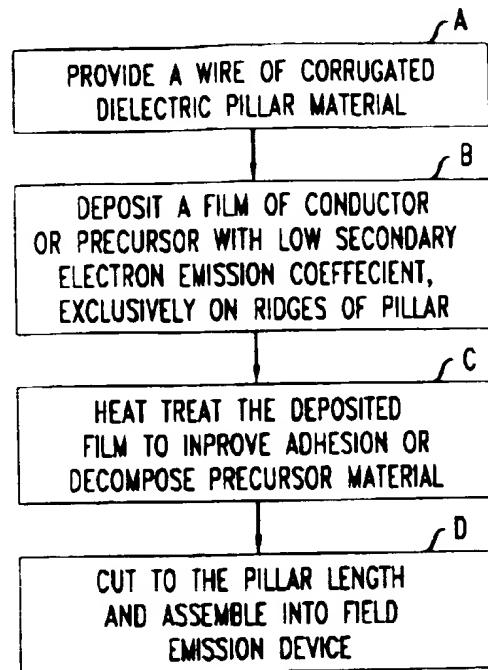 A
PROVIDE A WIRE OF CORRUGATED
DIELECTRIC PILLAR MATERIAL
B
DEPOSIT A FILM OF CONDUCTOR
OR PRECURSOR WITH LOW SECONDARY
ELECTRON EMISSION COEFFECIENT,
EXCLUSIVELY ON RIDGES OF PILLAR
C
HEAT TREAT THE DEPOSITED
FILM TO INPROVE ADHESION OR
DECOMPOSE PRECURSOR MATERIAL
D
CUT TO THE PILLAR LENGTH
AND ASSEMBLE INTO FIELD
EMISSION DEVICE